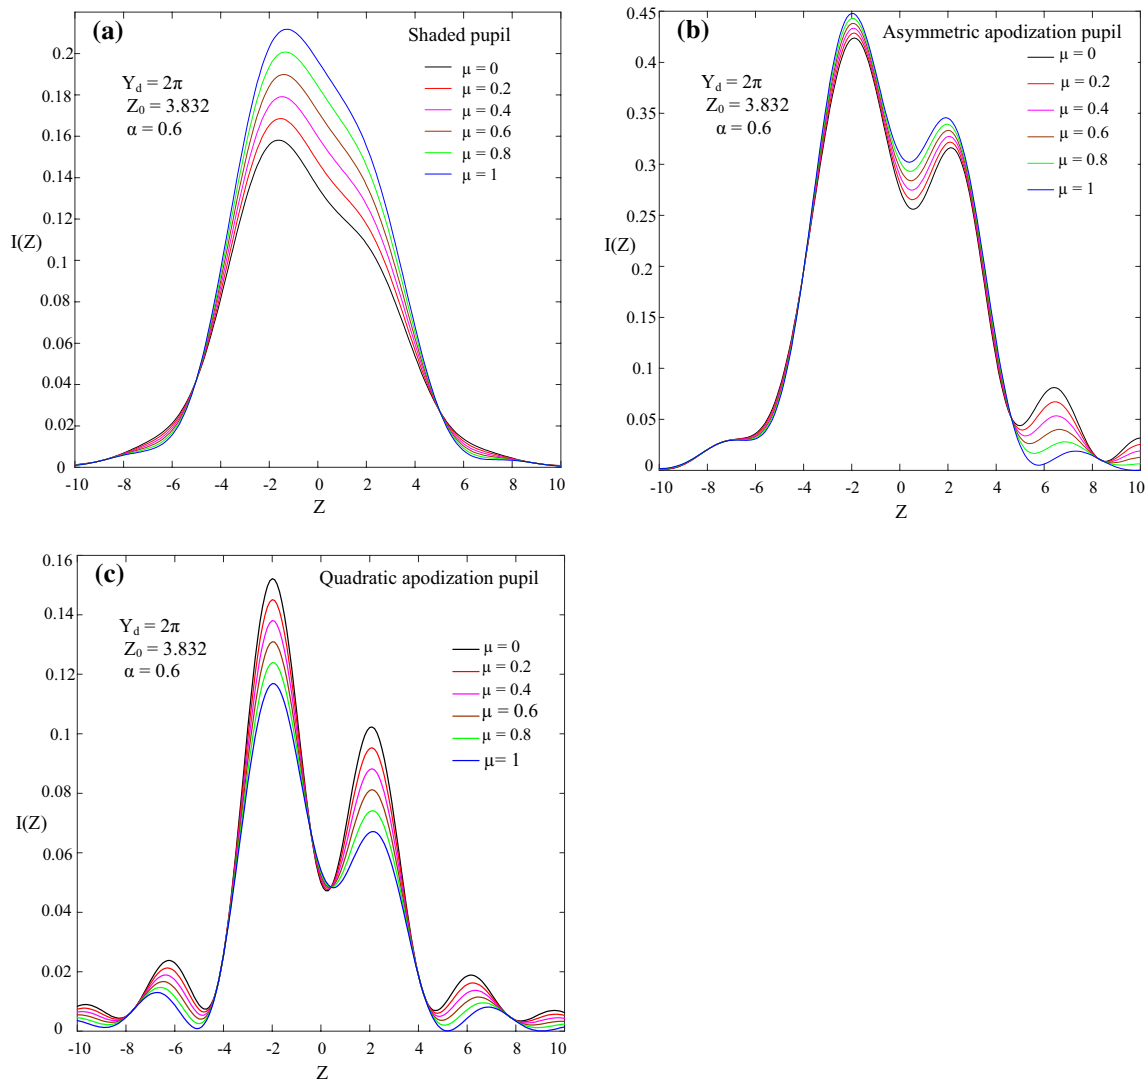 (a)
Shaded pupil
Y_d = 2π
Z_0 = 3.832
α = 0.6
μ = 0
μ = 0.2
μ = 0.4
μ = 0.6
μ = 0.8
μ = 1
0.2
0.18
0.16
0.14
0.12
I(Z)
0.1
0.08
0.06
0.04
0.02
0
-10 -8 -6 -4 -2 0 2 4 6 8 10
Z
(b)
Asymmetric apodization pupil
Y_d = 2π
Z_0 = 3.832
α = 0.6
μ = 0
μ = 0.2
μ = 0.4
μ = 0.6
μ = 0.8
μ = 1
0.45
0.4
0.35
0.3
0.25
I(Z)
0.2
0.15
0.1
0.05
0
-10 -8 -6 -4 -2 0 2 4 6 8 10
Z
(c)
Quadratic apodization pupil
Y_d = 2π
Z_0 = 3.832
α = 0.6
μ = 0
μ = 0.2
μ = 0.4
μ = 0.6
μ = 0.8
μ= 1
0.16
0.14
0.12
0.1
0.08
I(Z)
0.06
0.04
0.02
0
-10 -8 -6 -4 -2 0 2 4 6 8 10
Z